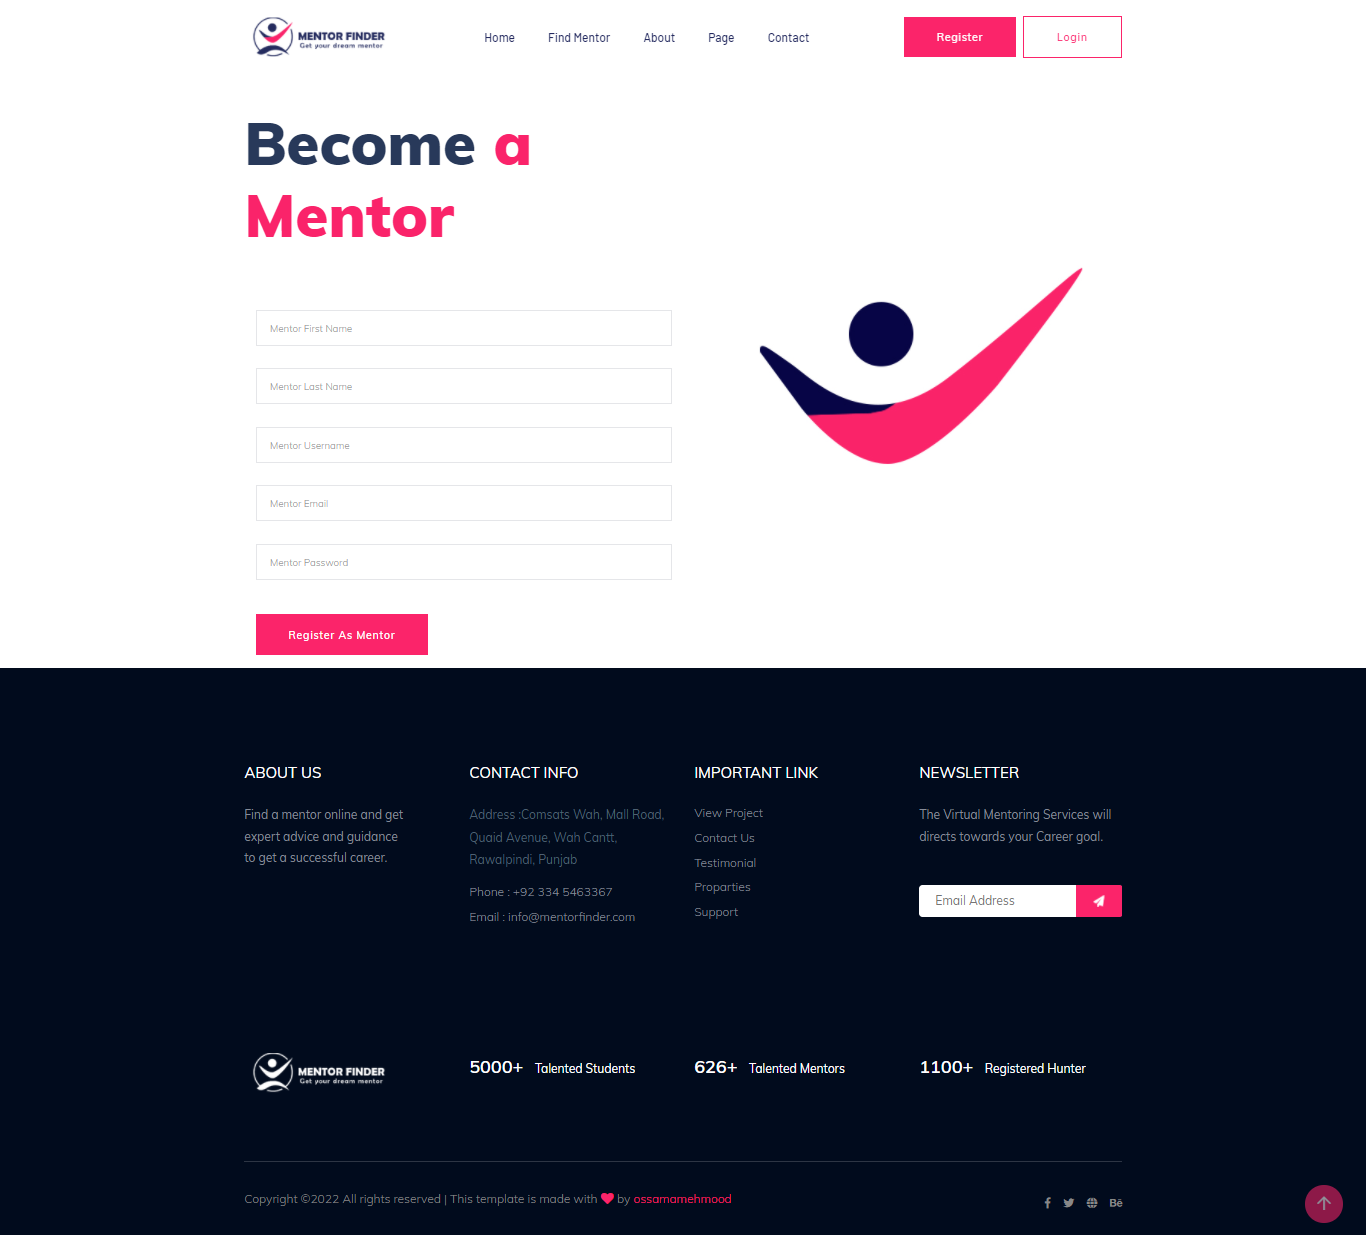 MENTOR FINDER
Get your dream mentor
Home
Find Mentor
About
Page
Contact
Register
Login
Become a
Mentor
Mentor First Name
Mentor Last Name
Mentor Username
Mentor Email
Mentor Password
Register As Mentor
ABOUT US
Find a mentor online and get
expert advice and guidance
to get a successful career.
CONTACT INFO
Address :Comsats Wah, Mall Road,
Quaid Avenue, Wah Cantt,
Rawalpindi, Punjab
Phone : +92 334 5463367
Email : info@mentorfinder.com
IMPORTANT LINK
View Project
Contact Us
Testimonial
Proparties
Support
NEWSLETTER
The Virtual Mentoring Services will
directs towards your Career goal.
Email Address
MENTOR FINDER
Get your dream mentor
5000+ Talented Students
626+ Talented Mentors
1100+ Registered Hunter
Copyright ©2022 All rights reserved | This template is made with ♥ by ossamamehmood
Bē